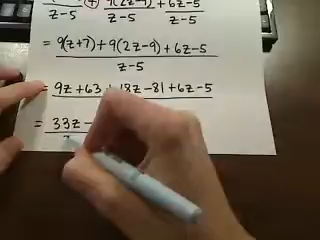 z-5 z-5 z-5
= 9(z+7)+9(2z-9)+6z-5
z-5
= 9z+63+18z-81+6z-5
= 33z-